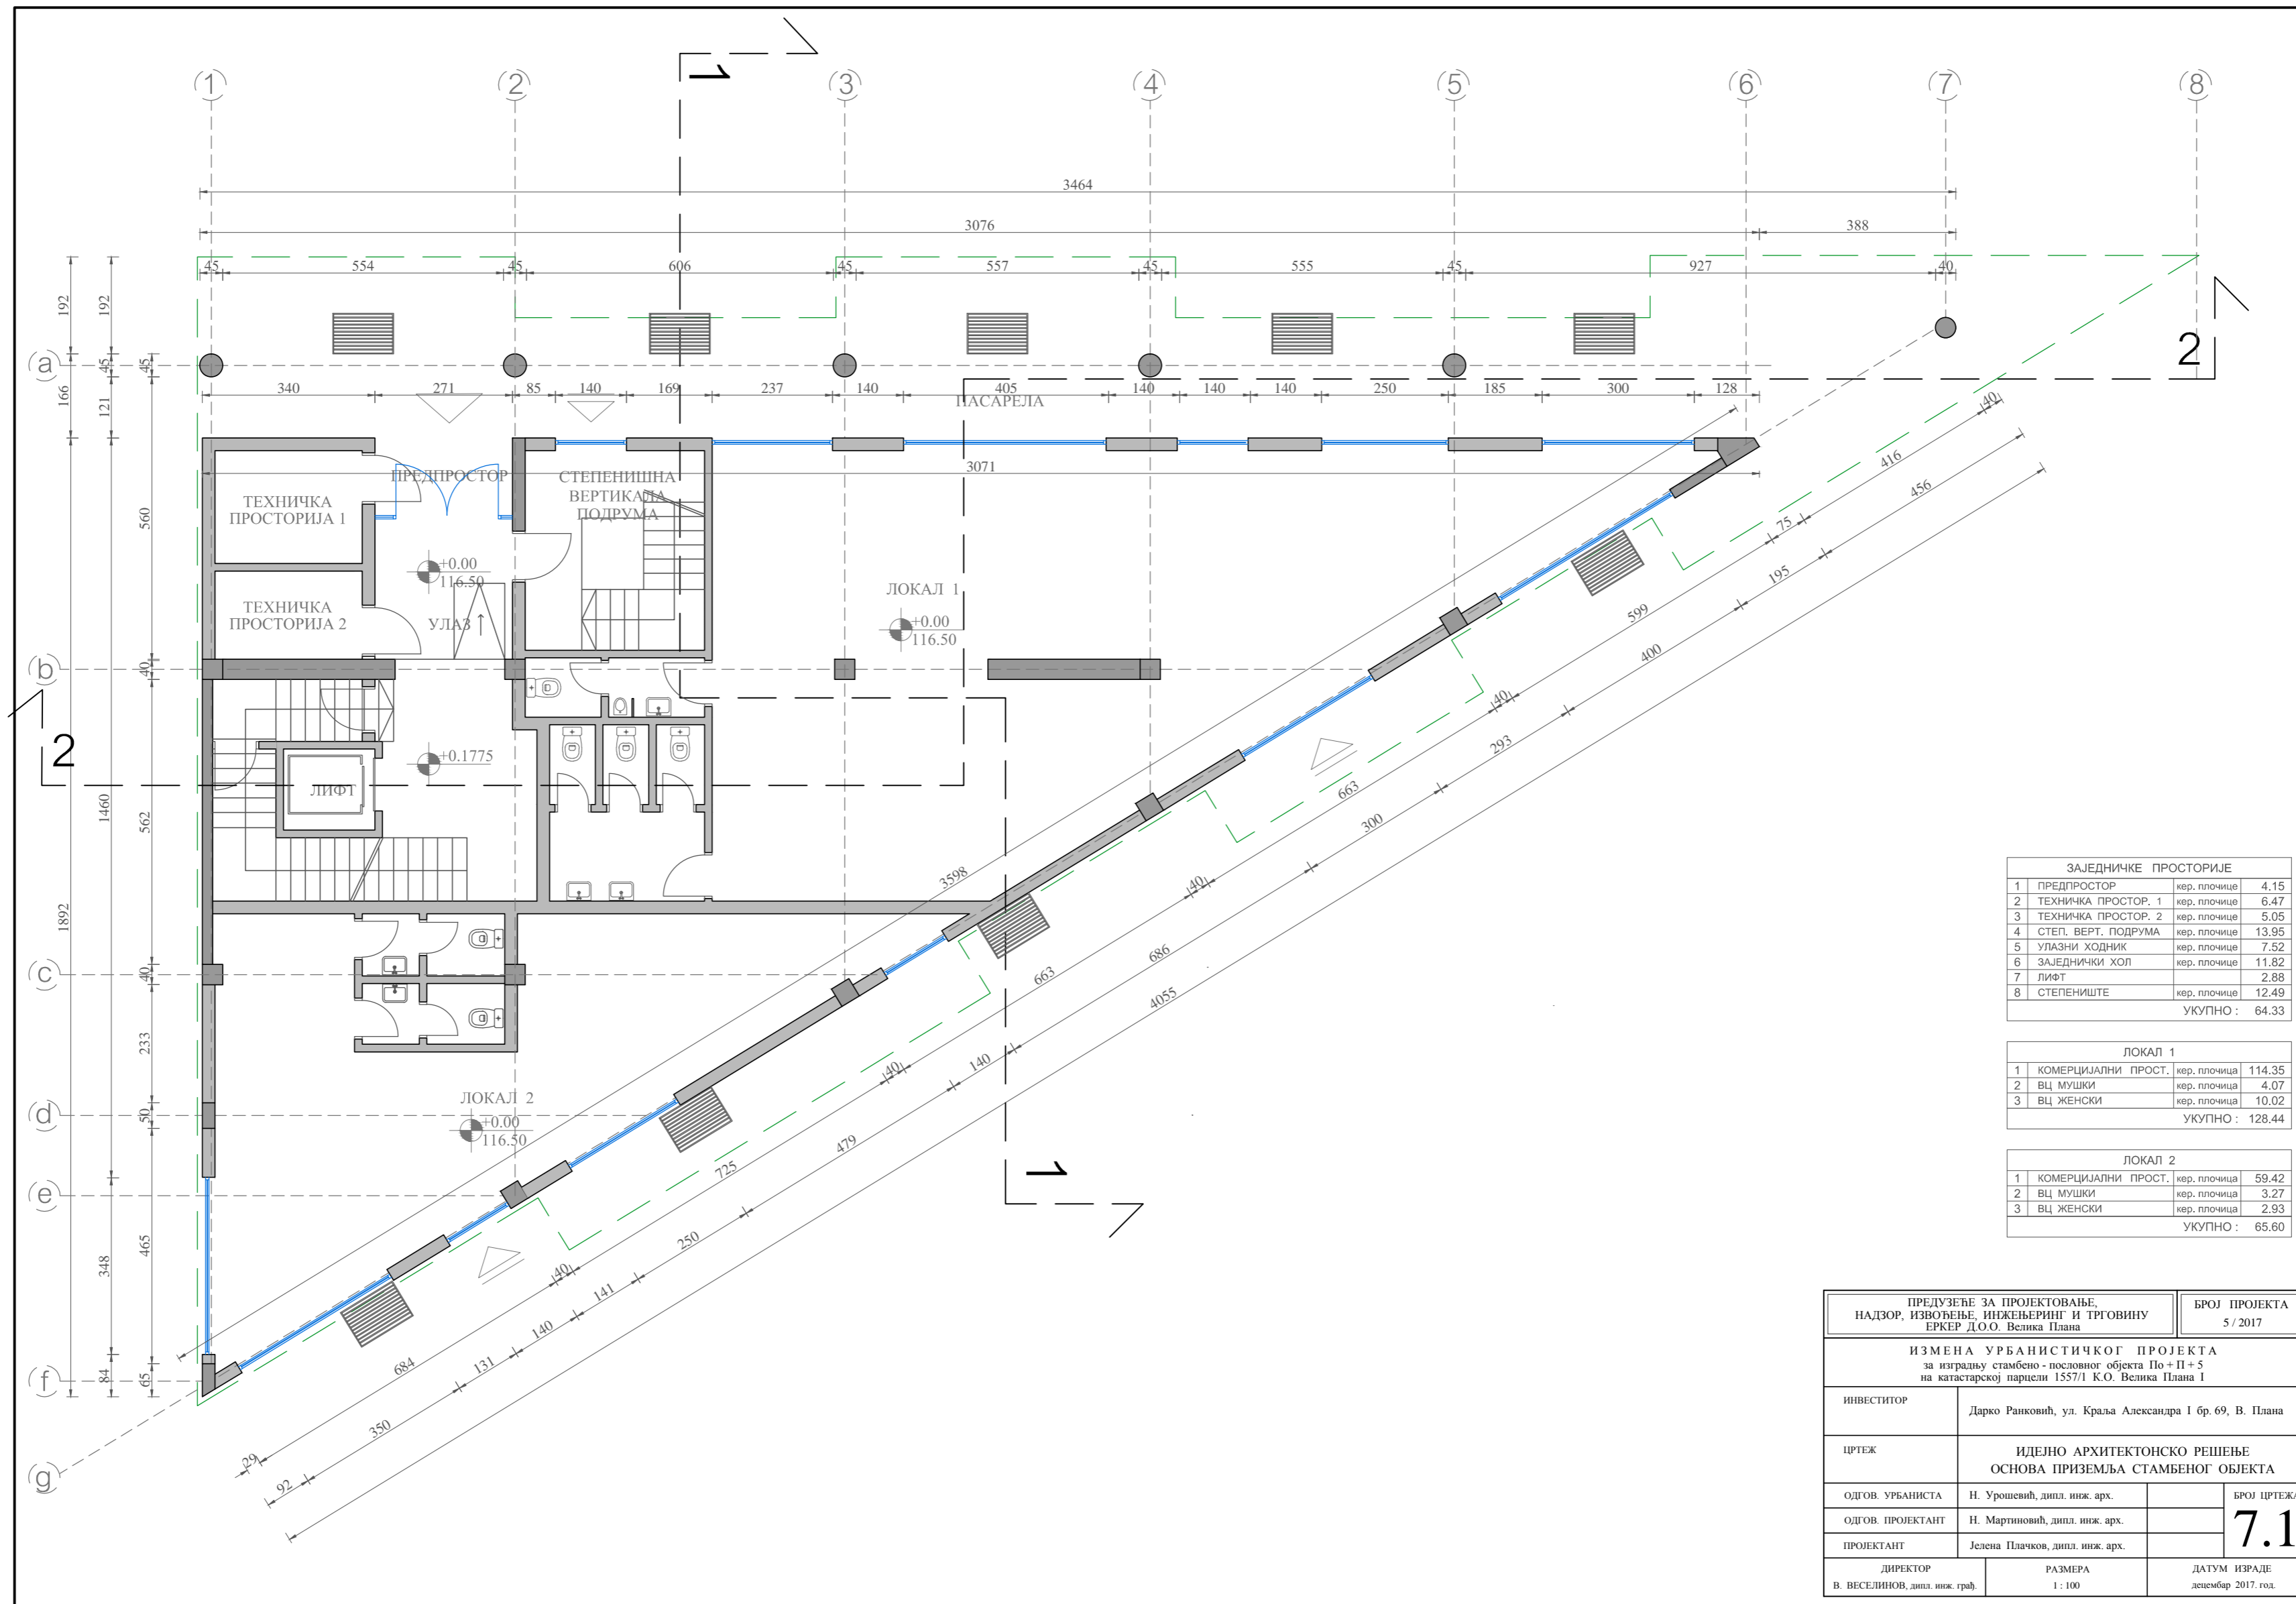 1
2
3
4
5
6
7
8
1
3464
3076
388
45
554
45
606
45
557
45
555
45
927
40
192
192
2
a
45
45
166
121
340
271
85
140
169
237
140
405
140
140
140
250
185
300
128
ПАСАРЕЛА
40
3071
416
456
ПРЕДПРОСТОР
СТЕПЕНИШНА
ВЕРТИКАЛА
ПОДРУМА
ТЕХНИЧКА
ПРОСТОРИЈА 1
560
75
195
+0.00
116.50
ЛОКАЛ 1
+0.00
116.50
ТЕХНИЧКА
ПРОСТОРИЈА 2
УЛАЗ ↑
599
400
b
40
40
293
2
+0.1775
ЛИФТ
663
300
1460
562
40
3598
1892
c
40
663
686
4055
233
40
140
d
50
ЛОКАЛ 2
+0.00
116.50
479
725
1
e
465
348
250
40
141
140
684
131
f
84
65
350
29
92
g
ЗАЈЕДНИЧКЕ ПРОСТОРИЈЕ
1 ПРЕДПРОСТОР кер. плочице 4.15
2 ТЕХНИЧКА ПРОСТОР. 1 кер. плочице 6.47
3 ТЕХНИЧКА ПРОСТОР. 2 кер. плочице 5.05
4 СТЕП. ВЕРТ. ПОДРУМА кер. плочице 13.95
5 УЛАЗНИ ХОДНИК кер. плочице 7.52
6 ЗАЈЕДНИЧКИ ХОЛ кер. плочице 11.82
7 ЛИФТ 2.88
8 СТЕПЕНИШТЕ кер. плочице 12.49
УКУПНО : 64.33
ЛОКАЛ 1
1 КОМЕРЦИЈАЛНИ ПРОСТ. кер. плочица 114.35
2 ВЦ МУШКИ кер. плочица 4.07
3 ВЦ ЖЕНСКИ кер. плочица 10.02
УКУПНО : 128.44
ЛОКАЛ 2
1 КОМЕРЦИЈАЛНИ ПРОСТ. кер. плочица 59.42
2 ВЦ МУШКИ кер. плочица 3.27
3 ВЦ ЖЕНСКИ кер. плочица 2.93
УКУПНО : 65.60
ПРЕДУЗЕЋЕ ЗА ПРОЈЕКТОВАЊЕ,
НАДЗОР, ИЗВОЂЕЊЕ, ИНЖЕЊЕРИНГ И ТРГОВИНУ
ЕРКЕР Д.О.О. Велика Плана
БРОЈ ПРОЈЕКТА
5 / 2017
ИЗМЕНА УРБАНИСТИЧКОГ ПРОЈЕКТА
за изградњу стамбено - пословног објекта По + П + 5
на катастарској парцели 1557/1 К.О. Велика Плана I
ИНВЕСТИТОР
Дарко Ранковић, ул. Краља Александра I бр. 69, В. Плана
ЦРТЕЖ
ИДЕЈНО АРХИТЕКТОНСКО РЕШЕЊЕ
ОСНОВА ПРИЗЕМЉА СТАМБЕНОГ ОБЈЕКТА
ОДГОВ. УРБАНИСТА Н. Урошевић, дипл. инж. арх.
БРОЈ ЦРТЕЖА
7.1
ОДГОВ. ПРОЈЕКТАНТ Н. Мартиновић, дипл. инж. арх.
ПРОЈЕКТАНТ Јелена Плачков, дипл. инж. арх.
ДИРЕКТОР
В. ВЕСЕЛИНОВ, дипл. инж. грађ.
РАЗМЕРА
1 : 100
ДАТУМ ИЗРАДЕ
децембар 2017. год.